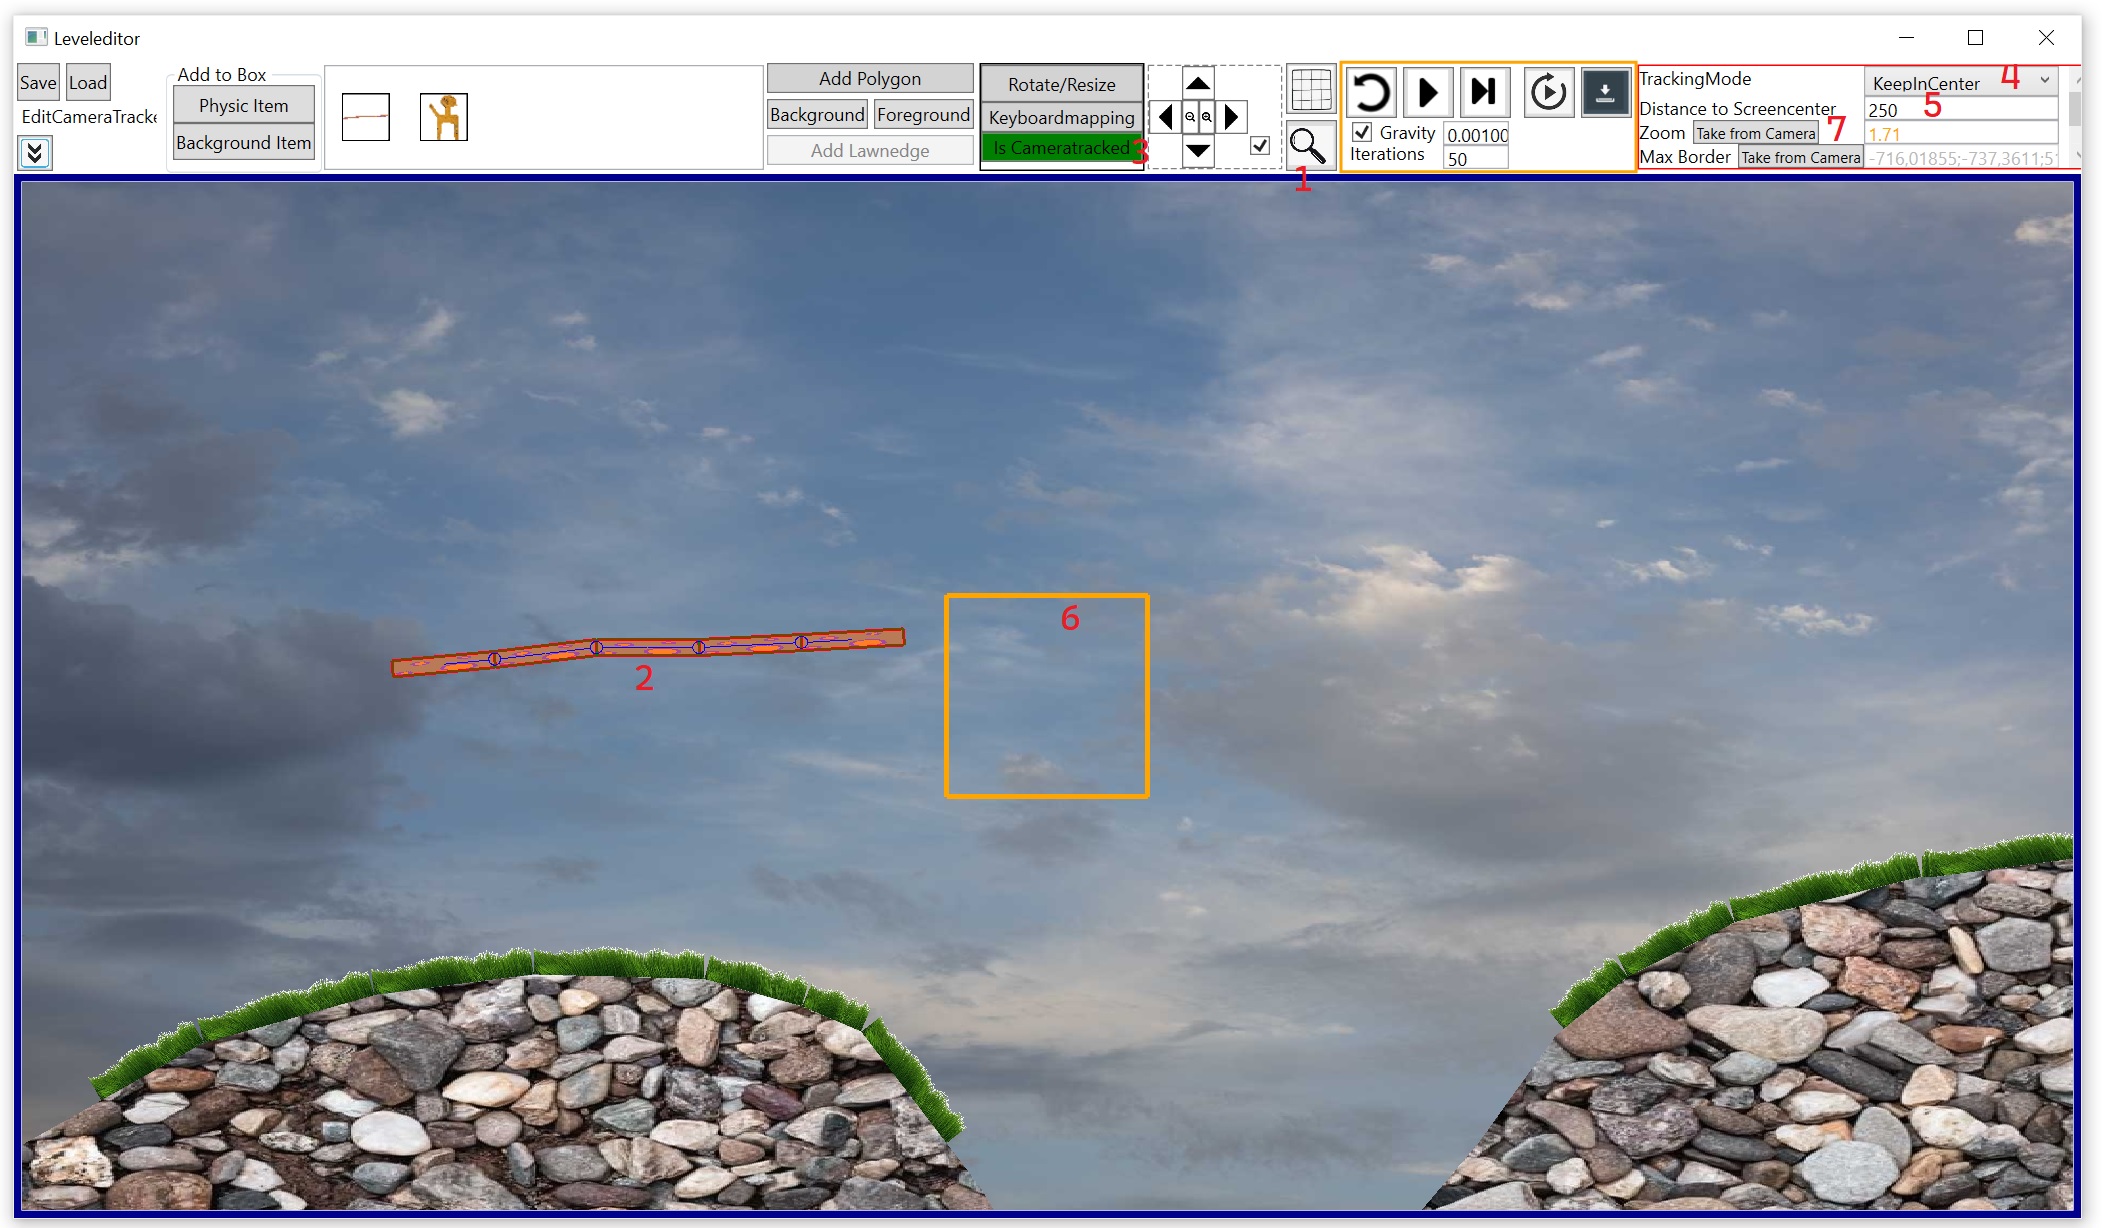 Leveleditor
Save Load
EditCameraTracke
Add to Box
Physic Item
Background Item
Add Polygon
Background Foreground
Add Lawnedge
Rotate/Resize
Keyboardmapping
Is Cameratracked
3
1
Gravity 0.00100
Iterations 50
TrackingMode KeepInCenter 4
Distance to Screencenter 250 5
Zoom Take from Camera 7 1.71
Max Border Take from Camera -716,01855;-737,3611;5
6
2